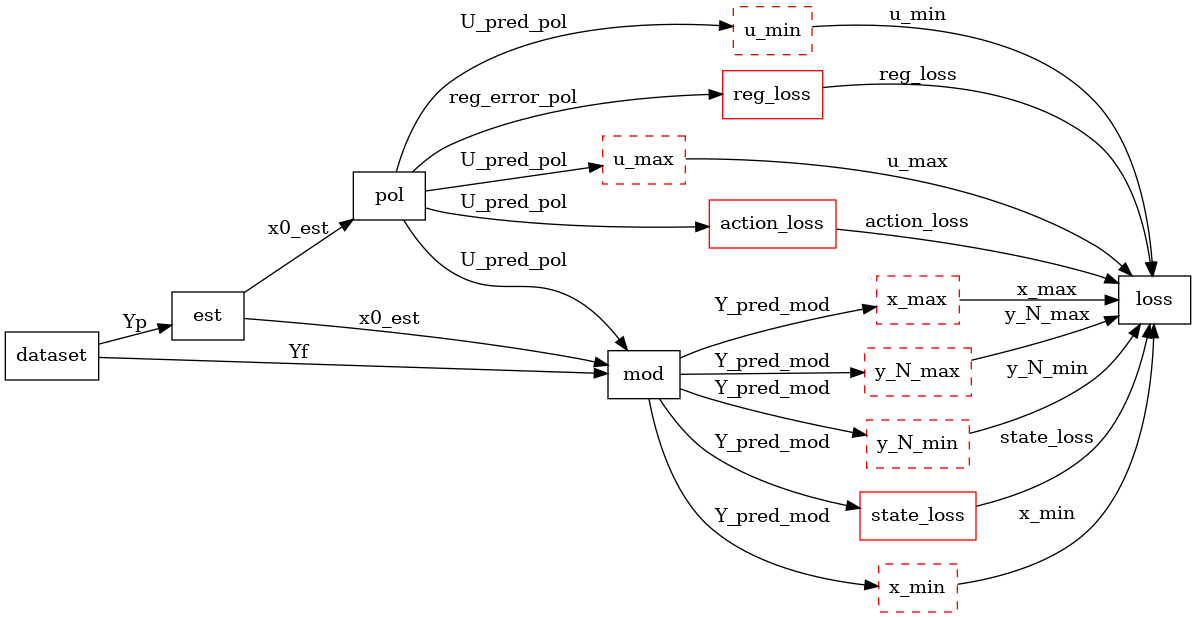 U_pred_pol
u_min
u_min
reg_error_pol
reg_loss
reg_loss
U_pred_pol
u_max
u_max
pol
U_pred_pol
action_loss
action_loss
x0_est
U_pred_pol
est
Yp
dataset
x0_est
Yf
mod
Y_pred_mod
x_max
x_max
loss
Y_pred_mod
y_N_max
y_N_max
Y_pred_mod
y_N_min
y_N_min
Y_pred_mod
state_loss
state_loss
Y_pred_mod
x_min
x_min